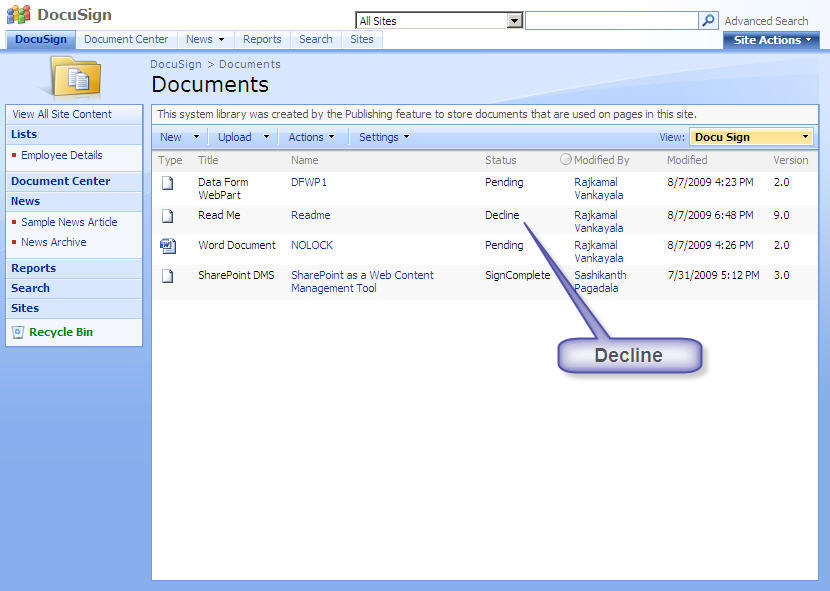 DocuSign
All Sites
Advanced Search
DocuSign Document Center News Reports Search Sites
Site Actions
DocuSign > Documents
Documents
View All Site Content
Lists
Employee Details
Document Center
News
Sample News Article
News Archive
Reports
Search
Sites
Recycle Bin
This system library was created by the Publishing feature to store documents that are used on pages in this site.
New Upload Actions Settings View: Docu Sign
Type Title Name Status Modified By Modified Version
Data Form DFWP1 Pending Rajkamal 8/7/2009 4:23 PM 2.0
WebPart Vankayala
Read Me Readme Decline Rajkamal 8/7/2009 6:48 PM 9.0
Vankayala
Word Document NOLOCK Pending Rajkamal 8/7/2009 4:26 PM 2.0
Vankayala
SharePoint DMS SharePoint as a Web Content SignComplete Sashikanth 7/31/2009 5:12 PM 3.0
Management Tool Pagadala
Decline